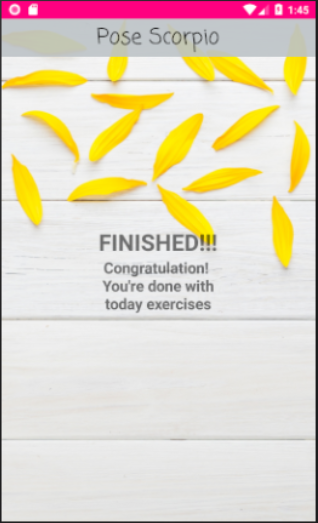 1:45
Pose Scorpio
FINISHED!!!
Congratulation!
You're done with
today exercises